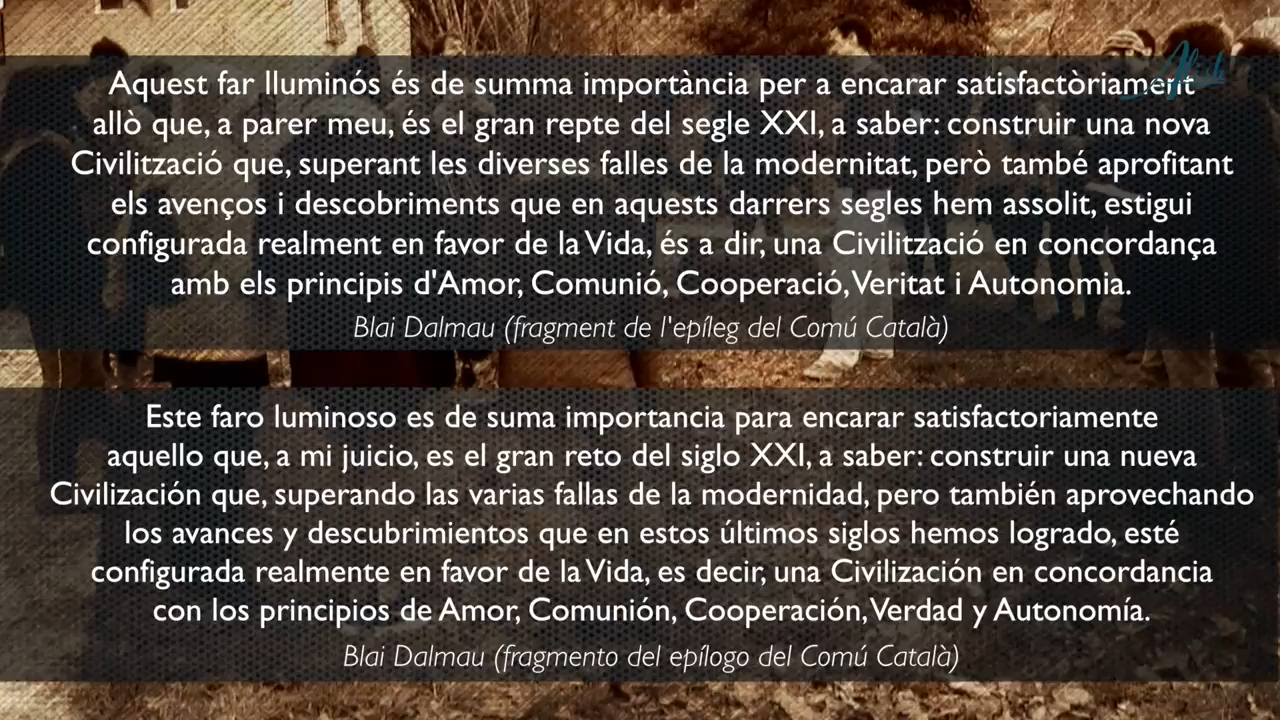 Aquest far lluminós és de summa importància per a encarar satisfactòriament
allò que, a parer meu, és el gran repte del segle XXI, a saber: construir una nova
Civilització que, superant les diverses falles de la modernitat, però també aprofitant
els avenços i descobriments que en aquests darrers segles hem assolit, estigui
configurada realment en favor de la Vida, és a dir, una Civilització en concordança
amb els principis d'Amor, Comunió, Cooperació, Veritat i Autonomia.
Blai Dalmau (fragment de l'epíleg del Comú Català)
Este faro luminoso es de suma importancia para encarar satisfactoriamente
aquello que, a mi juicio, es el gran reto del siglo XXI, a saber: construir una nueva
Civilización que, superando las varias fallas de la modernidad, pero también aprovechando
los avances y descubrimientos que en estos últimos siglos hemos logrado, esté
configurada realmente en favor de la Vida, es decir, una Civilización en concordancia
con los principios de Amor, Comunión, Cooperación, Verdad y Autonomía.
Blai Dalmau (fragmento del epílogo del Comú Català)